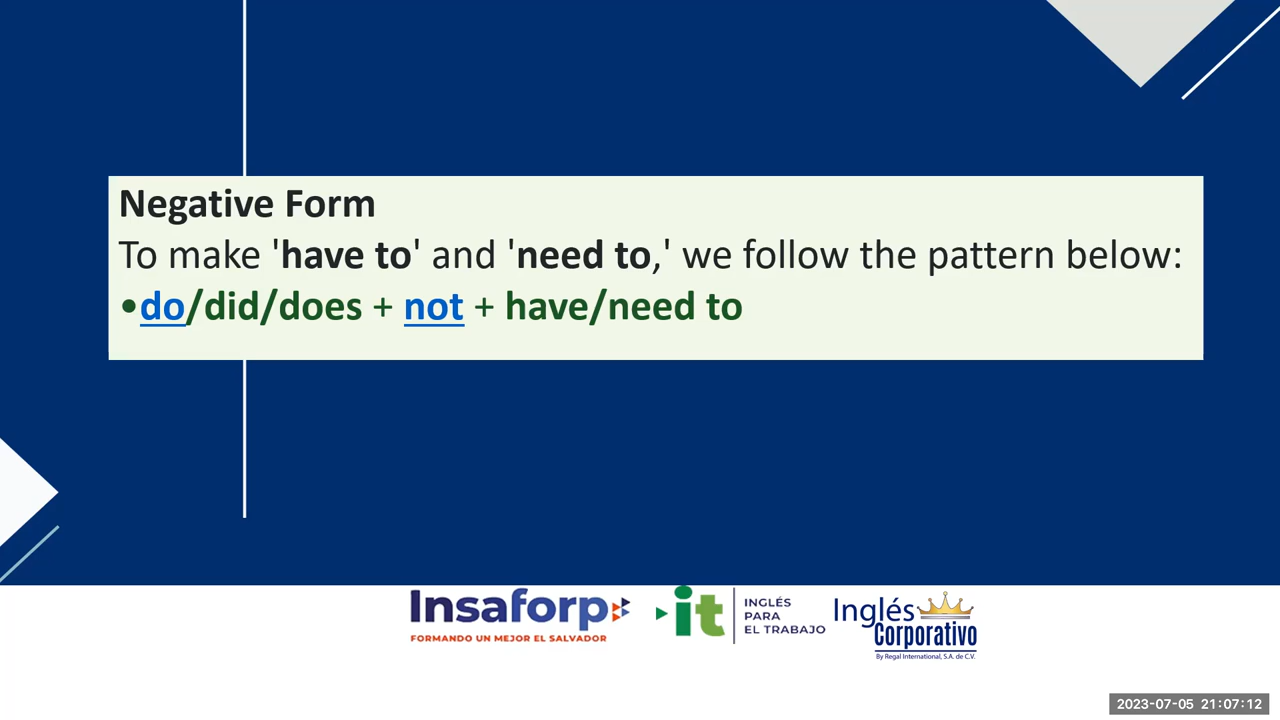 Negative Form
To make 'have to' and 'need to,' we follow the pattern below:
•do/did/does + not + have/need to
Insaforp
FORMANDO UN MEJOR EL SALVADOR
it
INGLÉS
PARA
EL TRABAJO
Inglés
Corporativo
By Regal International, S.A. de C.V.
2023-07-05 21:07:12